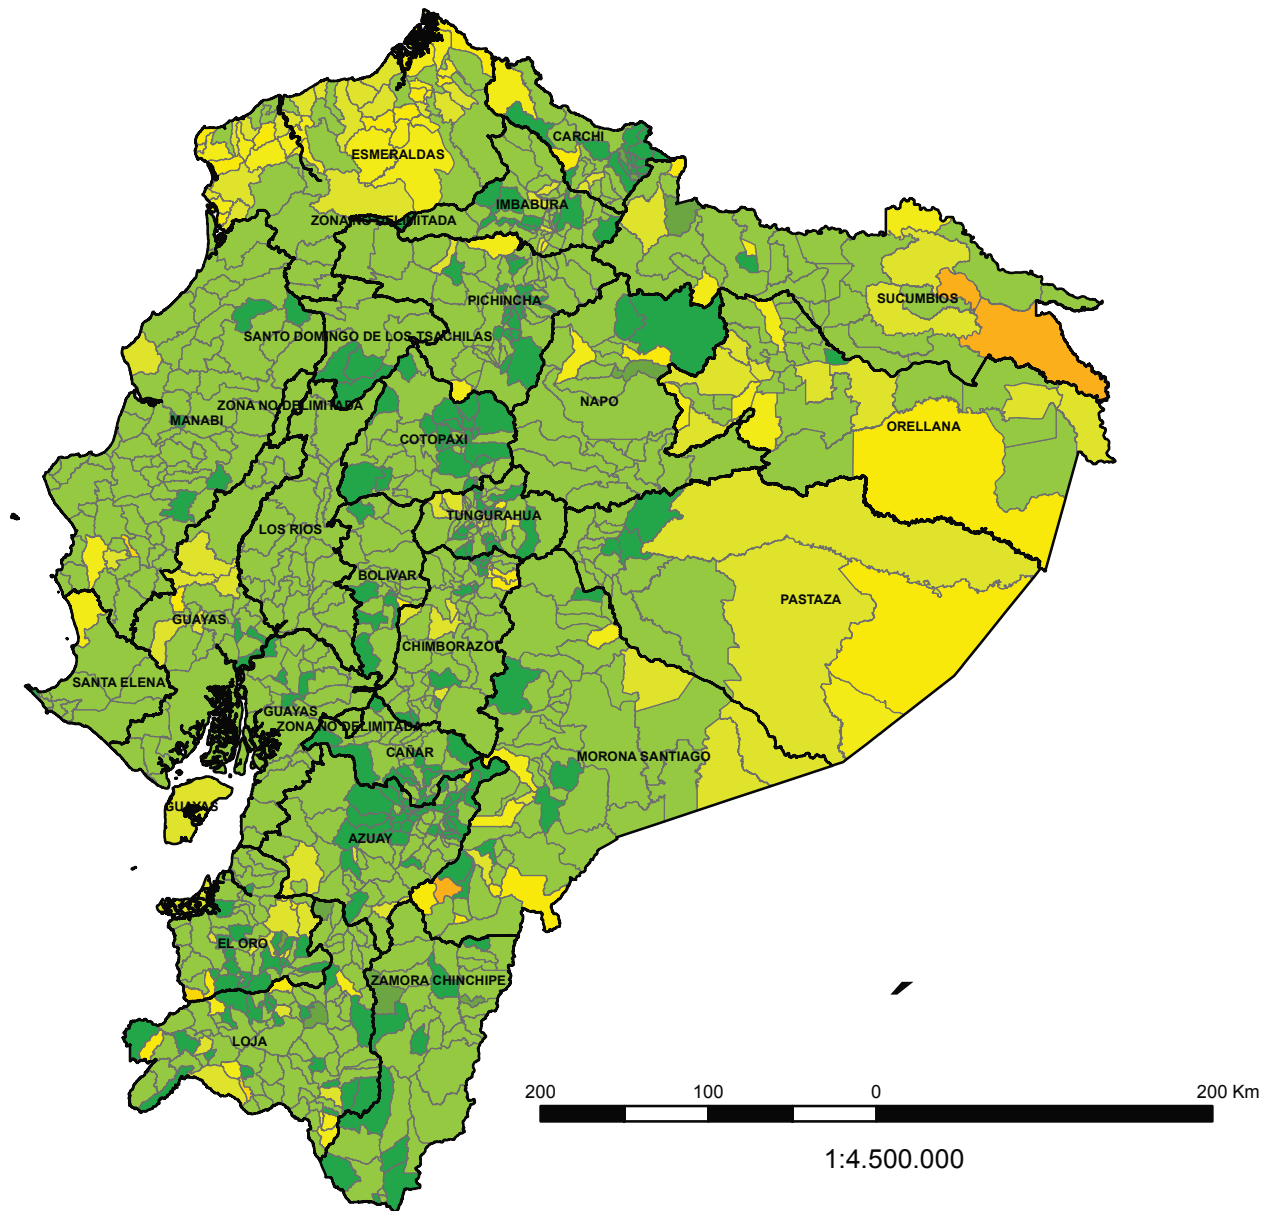 CARCHI
ESMERALDAS
IMBABURA
ZONA NO DELIMITADA
PICHINCHA
SUCUMBIOS
SANTO DOMINGO DE LOS TSACHILAS
NAPO
ZONA NO DELIMITADA
MANABI
ORELLANA
COTOPAXI
TUNGURAHUA
LOS RIOS
BOLIVAR
PASTAZA
GUAYAS
CHIMBORAZO
SANTA ELENA
GUAYAS
ZONA NO DELIMITADA
CAÑAR
MORONA SANTIAGO
GUAYAS
AZUAY
EL ORO
ZAMORA CHINCHIPE
LOJA
200 100 0 200 Km
1:4.500.000